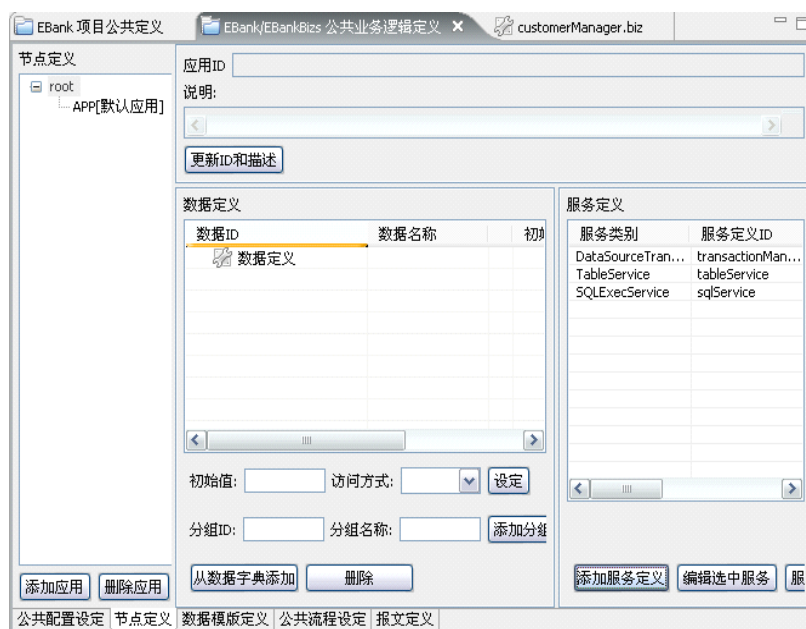 EBank 项目公共定义
EBank/EBankBizs 公共业务逻辑定义
customerManager.biz
节点定义
root
APP[默认应用]
添加应用
删除应用
应用ID
说明:
更新ID和描述
数据定义
数据ID 数据名称 初
数据定义
初始值: 访问方式: 设定
分组ID: 分组名称: 添加分组
从数据字典添加 删除
服务定义
服务类别 服务定义ID
DataSourceTran... transactionMan...
TableService tableService
SQLExecService sqlService
添加服务定义 编辑选中服务 服
公共配置设定 节点定义 数据模版定义 公共流程设定 报文定义